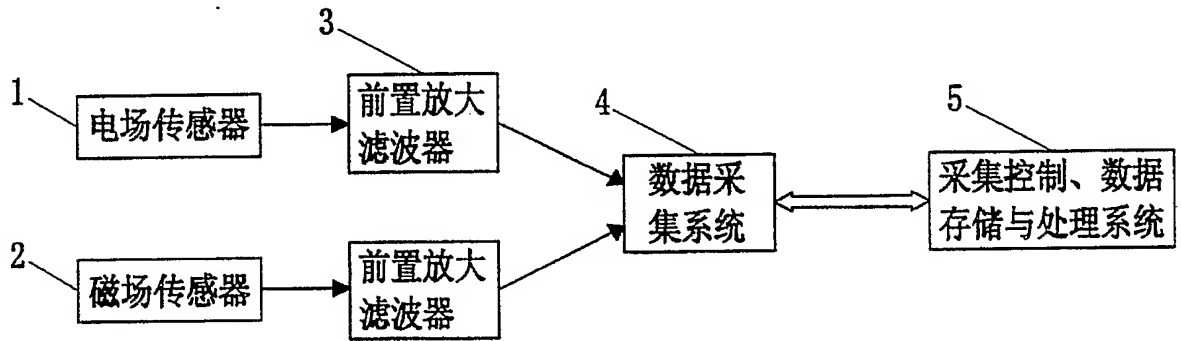 3
1
电场传感器
前置放大
滤波器
4
数据采
集系统
5
采集控制、数据
存储与处理系统
2
磁场传感器
前置放大
滤波器